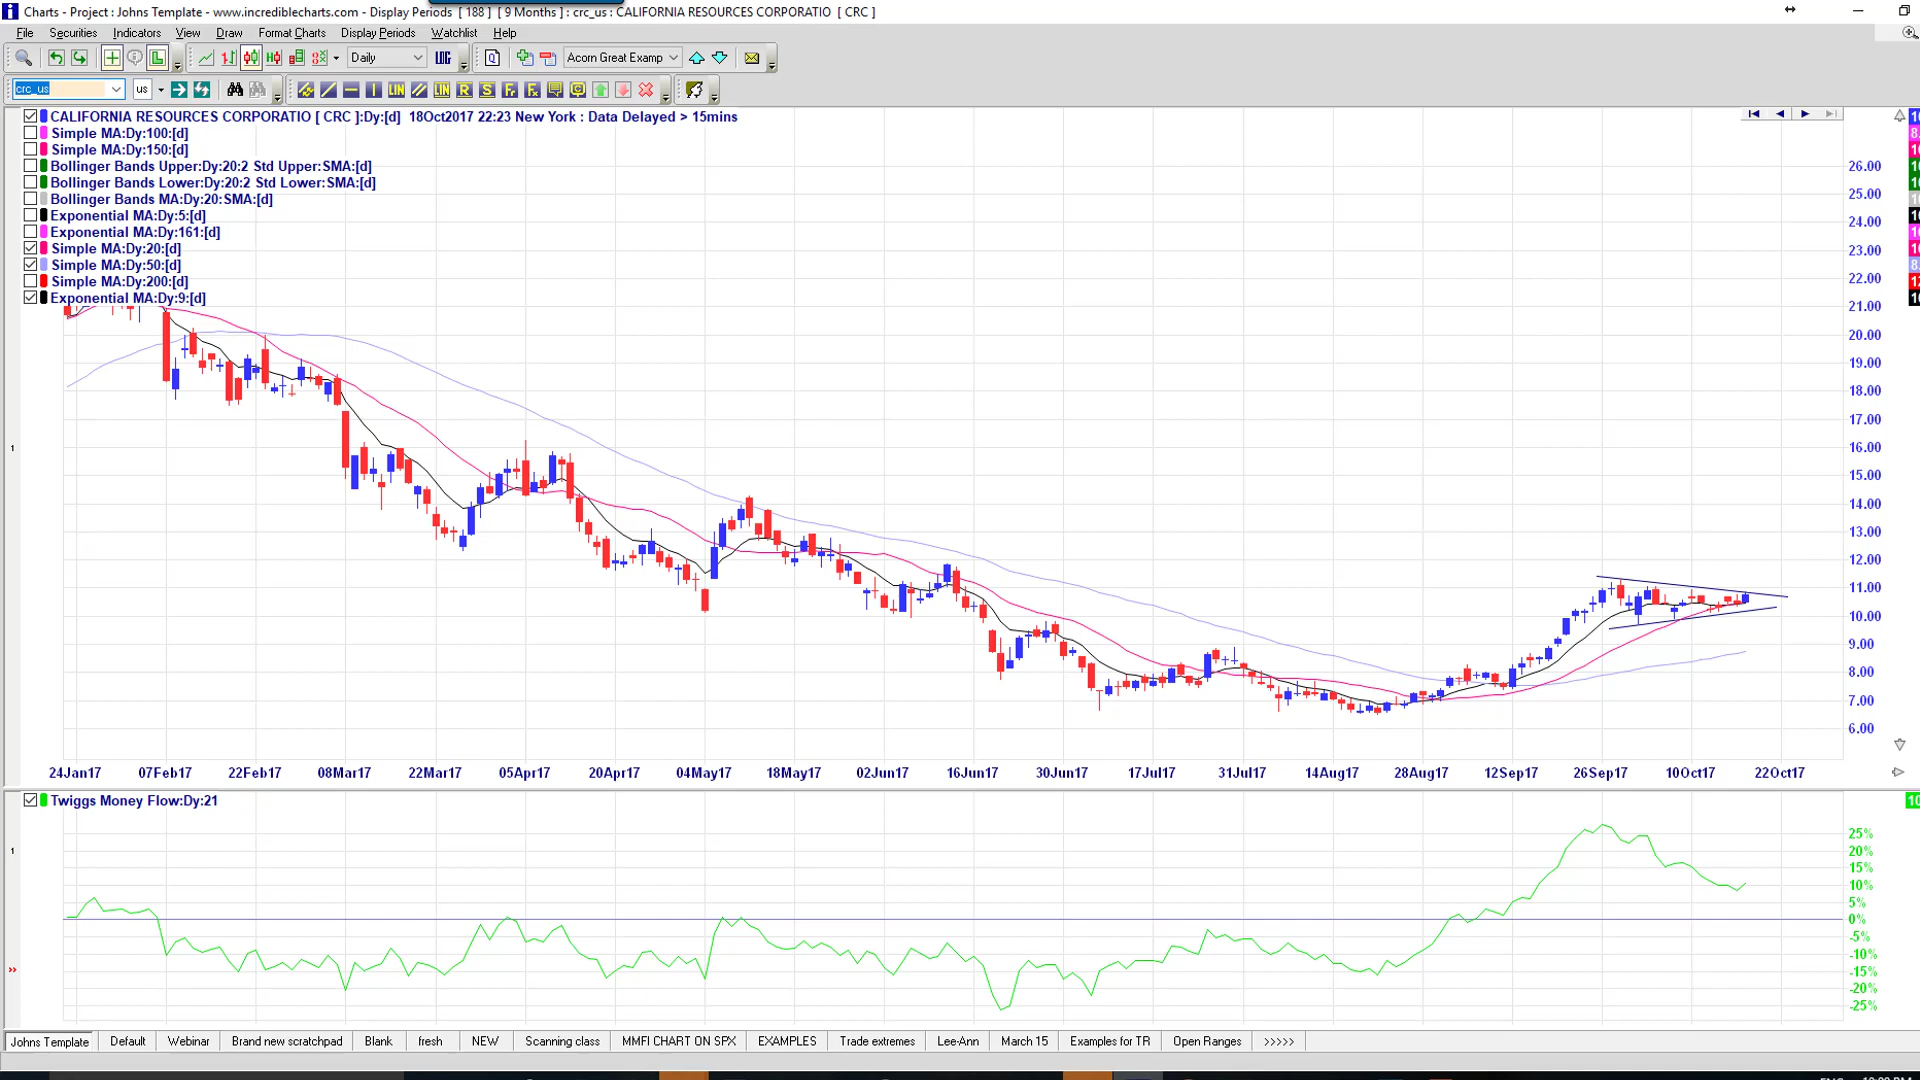 Charts - Project : Johns Template - www.incrediblecharts.com - Display Periods [ 188 ] [ 9 Months ] : crc_us : CALIFORNIA RESOURCES CORPORATIO [ CRC ]
File Securities Indicators View Draw Format Charts Display Periods Watchlist Help
Daily LOG Q Acorn Great Examp
crc_us us LIN LIN R S Fr Fx
CALIFORNIA RESOURCES CORPORATIO [ CRC ]:Dy:[d] 18Oct2017 22:23 New York : Data Delayed > 15mins
Simple MA:Dy:100:[d]
Simple MA:Dy:150:[d]
Bollinger Bands Upper:Dy:20:2 Std Upper:SMA:[d]
Bollinger Bands Lower:Dy:20:2 Std Lower:SMA:[d]
Bollinger Bands MA:Dy:20:SMA:[d]
Exponential MA:Dy:5:[d]
Exponential MA:Dy:161:[d]
Simple MA:Dy:20:[d]
Simple MA:Dy:50:[d]
Simple MA:Dy:200:[d]
Exponential MA:Dy:9:[d]
26.00
25.00
24.00
23.00
22.00
21.00
20.00
19.00
18.00
17.00
16.00
15.00
14.00
13.00
12.00
11.00
10.00
9.00
8.00
7.00
6.00
1
24Jan17 07Feb17 22Feb17 08Mar17 22Mar17 05Apr17 20Apr17 04May17 18May17 02Jun17 16Jun17 30Jun17 17Jul17 31Jul17 14Aug17 28Aug17 12Sep17 26Sep17 10Oct17 22Oct17
Twiggs Money Flow:Dy:21
1
25%
20%
15%
10%
5%
0%
-5%
-10%
-15%
-20%
-25%
Johns Template Default Webinar Brand new scratchpad Blank fresh NEW Scanning class MMFI CHART ON SPX EXAMPLES Trade extremes Lee-Ann March 15 Examples for TR Open Ranges >>>>>